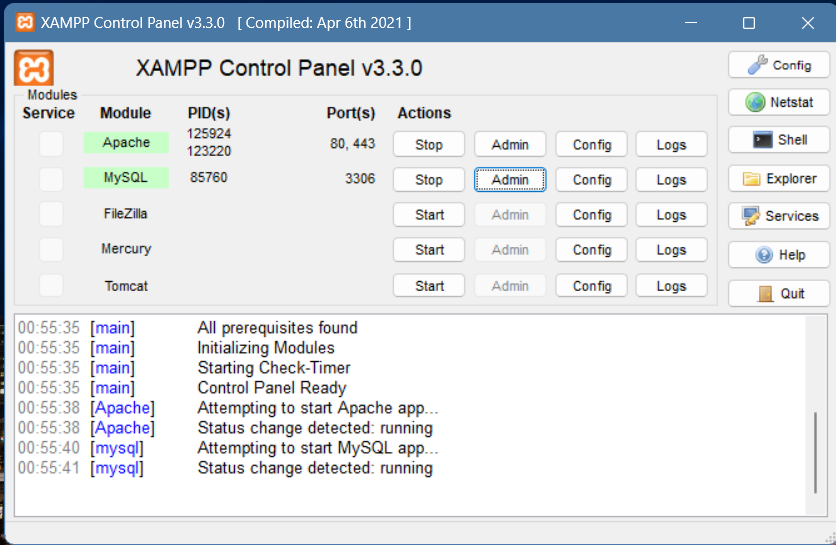 XAMPP Control Panel v3.3.0 [ Compiled: Apr 6th 2021 ]
XAMPP Control Panel v3.3.0
Config
Modules
Service Module PID(s) Port(s) Actions
Netstat
Apache 125924 123220 80, 443 Stop Admin Config Logs
Shell
MySQL 85760 3306 Stop Admin Config Logs
Explorer
FileZilla Start Admin Config Logs
Services
Mercury Start Admin Config Logs
Help
Tomcat Start Admin Config Logs
Quit
00:55:35 [main] All prerequisites found
00:55:35 [main] Initializing Modules
00:55:35 [main] Starting Check-Timer
00:55:35 [main] Control Panel Ready
00:55:38 [Apache] Attempting to start Apache app...
00:55:38 [Apache] Status change detected: running
00:55:40 [mysql] Attempting to start MySQL app...
00:55:41 [mysql] Status change detected: running